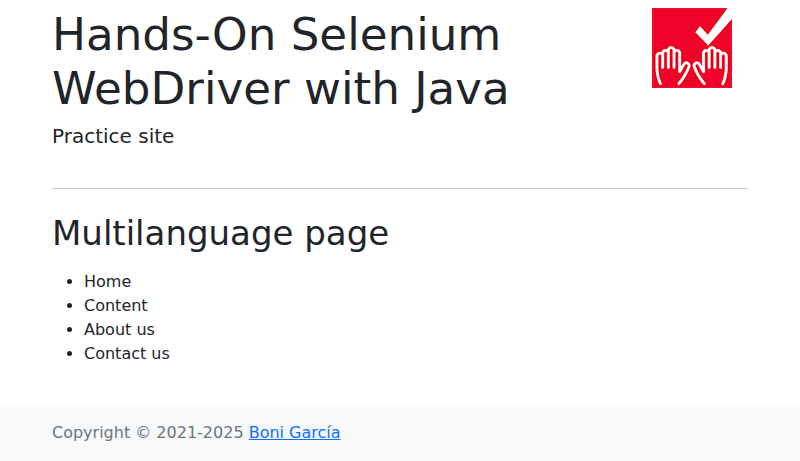 Hands-On Selenium
WebDriver with Java
Practice site
Multilanguage page
Home
Content
About us
Contact us
Copyright © 2021-2025 Boni García